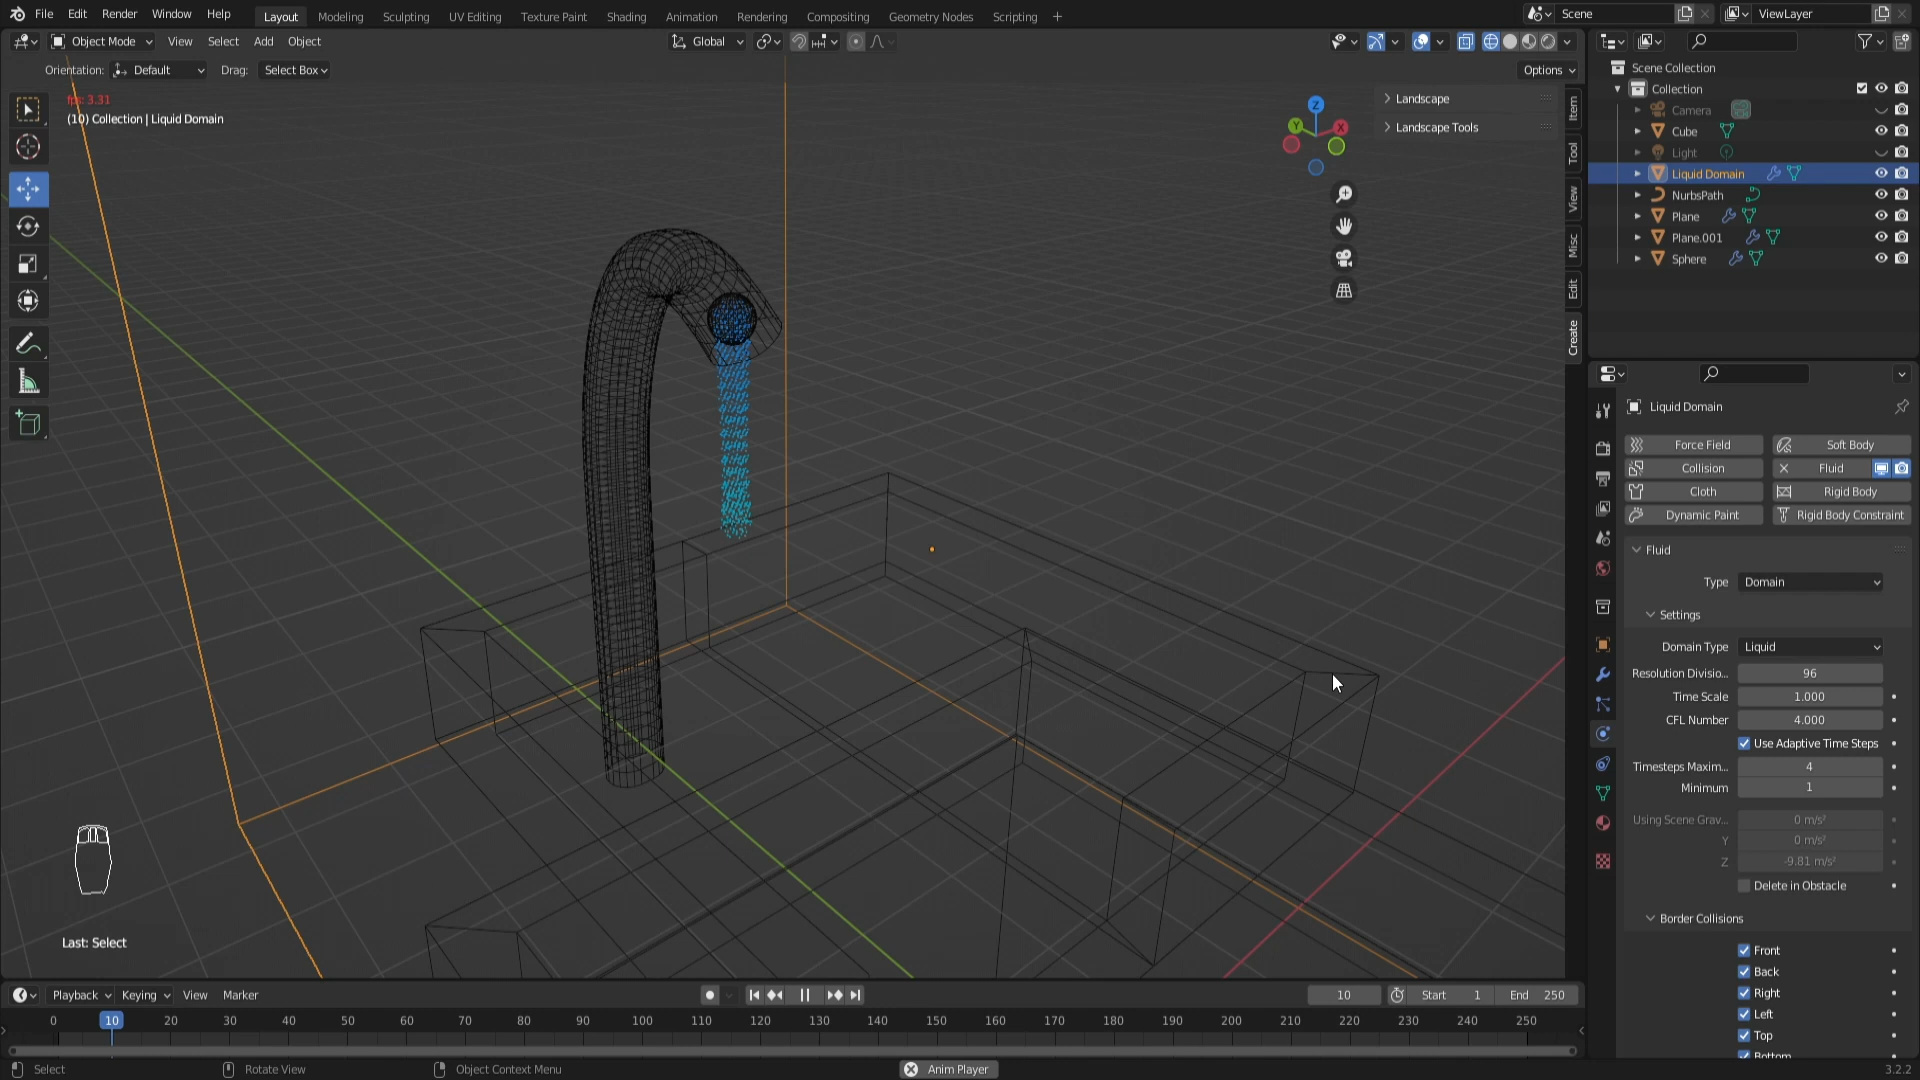 File Edit Render Window Help Layout Modeling Sculpting UV Editing Texture Paint Shading Animation Rendering Compositing Geometry Nodes Scripting + Scene ViewLayer
Object Mode View Select Add Object Global
Orientation: Default Drag: Select Box Options
fps: 3.31
(10) Collection | Liquid Domain
Z
Y
X
Landscape
Landscape Tools
Item
Tool
View
Misc
Edit
Create
Scene Collection
Collection
Camera
Cube
Light
Liquid Domain
NurbsPath
Plane
Plane.001
Sphere
Liquid Domain
Force Field Soft Body
Collision Fluid
Cloth Rigid Body
Dynamic Paint Rigid Body Constraint
Fluid
Type Domain
Settings
Domain Type Liquid
Resolution Divisio... 96
Time Scale 1.000
CFL Number 4.000
Use Adaptive Time Steps
Timesteps Maxim... 4
Minimum 1
Using Scene Grav... 0 m/s²
Y 0 m/s²
Z -9.81 m/s²
Delete in Obstacle
Border Collisions
Front
Back
Right
Left
Top
Bottom
Last: Select
Playback Keying View Marker 10 Start 1 End 250
0 10 20 30 40 50 60 70 80 90 100 110 120 130 140 150 160 170 180 190 200 210 220 230 240 250
Select Rotate View Object Context Menu Anim Player 3.2.2